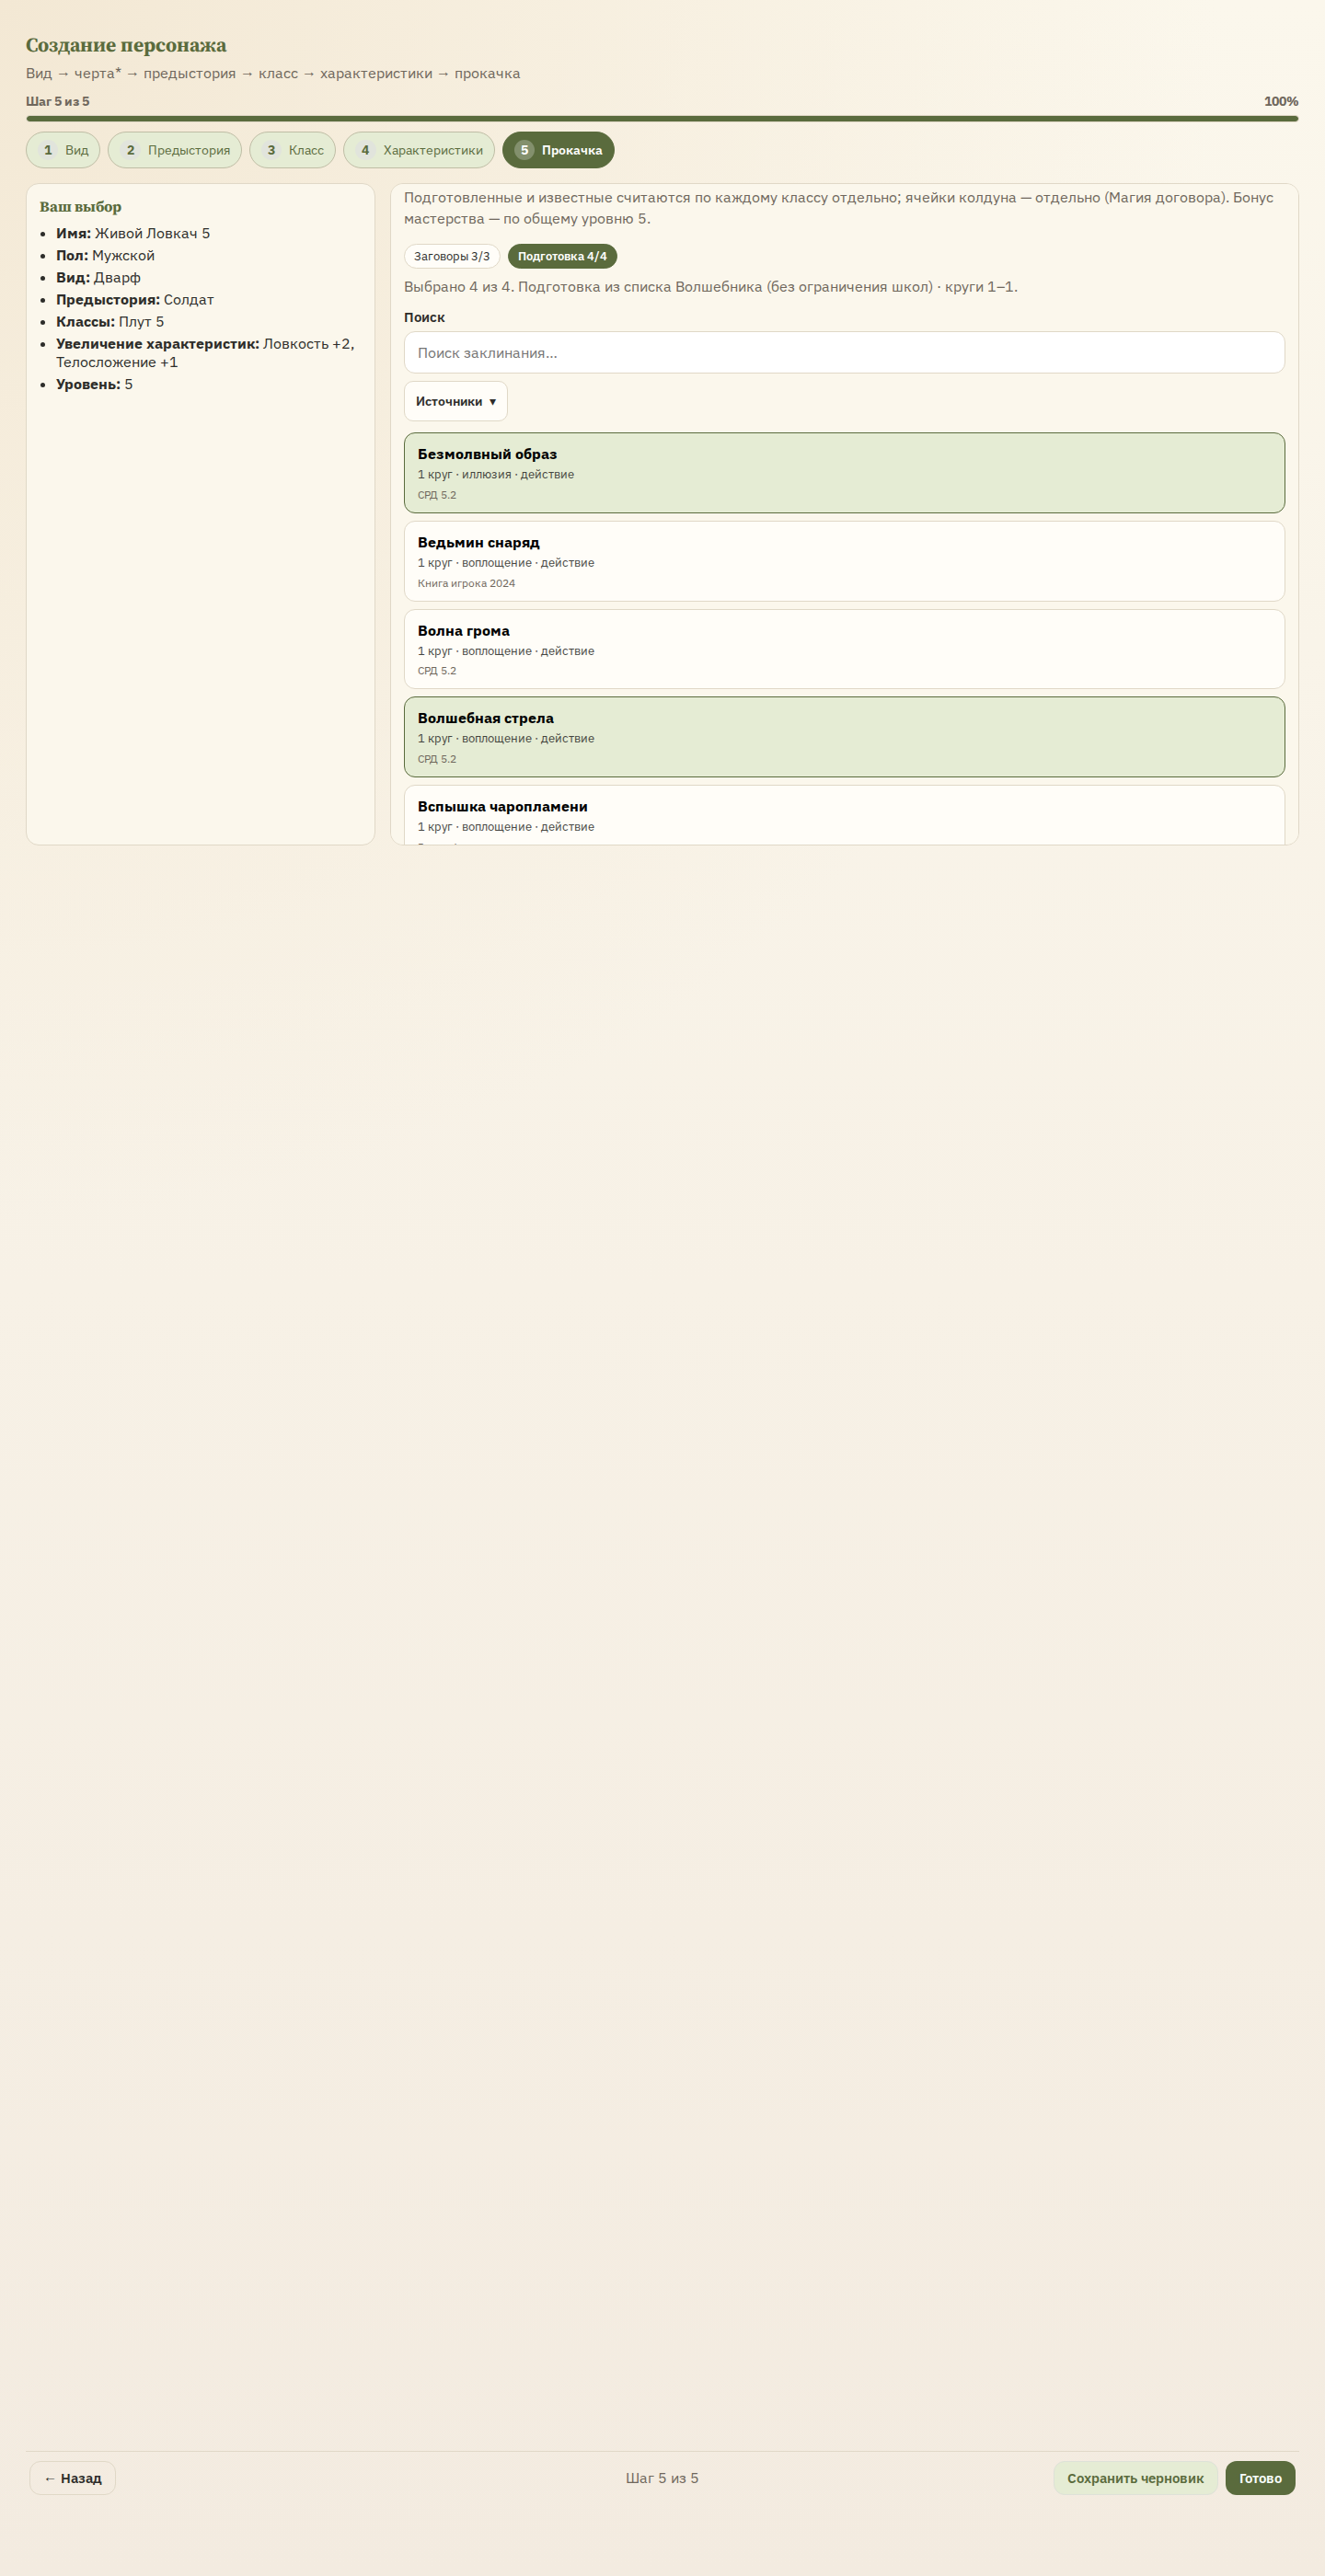 Создание персонажа
Вид → черта* → предыстория → класс → характеристики → прокачка
Шаг 5 из 5
100%
1 Вид
2 Предыстория
3 Класс
4 Характеристики
5 Прокачка
Ваш выбор
Имя: Живой Ловкач 5
Пол: Мужской
Вид: Дварф
Предыстория: Солдат
Классы: Плут 5
Увеличение характеристик: Ловкость +2,
Телосложение +1
Уровень: 5
Подготовленные и известные считаются по каждому классу отдельно; ячейки колдуна — отдельно (Магия договора). Бонус
мастерства — по общему уровню 5.
Заговоры 3/3
Подготовка 4/4
Выбрано 4 из 4. Подготовка из списка Волшебника (без ограничения школ) · круги 1–1.
Поиск
Поиск заклинания…
Источники ▾
Безмолвный образ
1 круг · иллюзия · действие
СРД 5.2
Ведьмин снаряд
1 круг · воплощение · действие
Книга игрока 2024
Волна грома
1 круг · воплощение · действие
СРД 5.2
Волшебная стрела
1 круг · воплощение · действие
СРД 5.2
Вспышка чаропламени
1 круг · воплощение · действие
← Назад
Шаг 5 из 5
Сохранить черновик
Готово